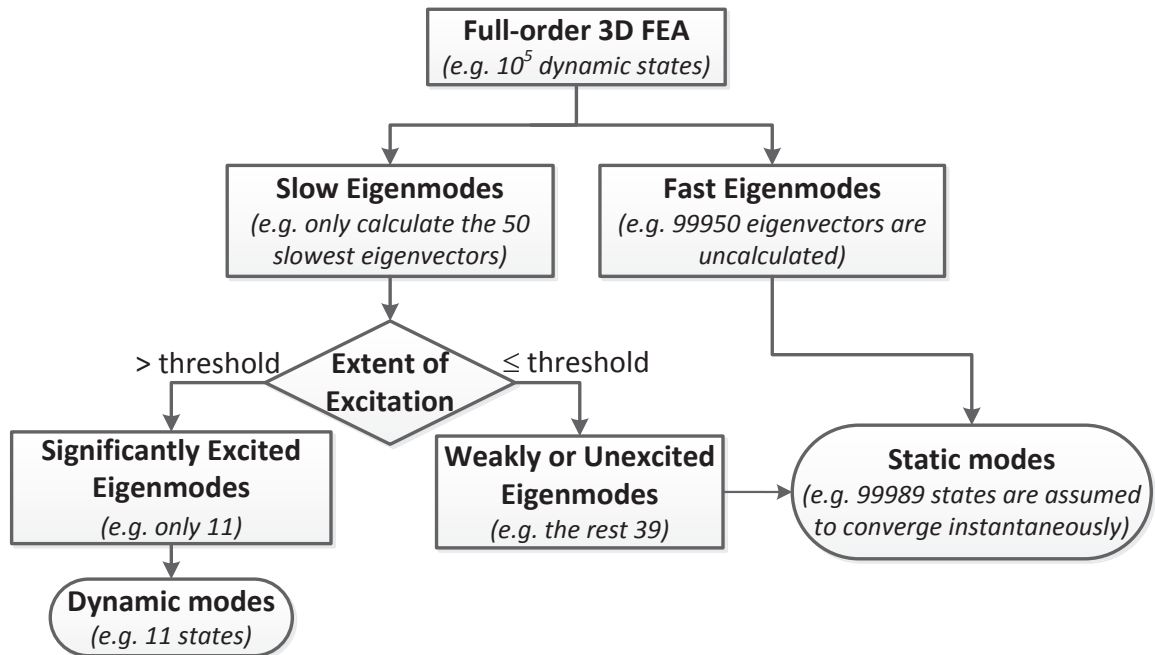 Full-order 3D FEA
(e.g. 10⁵ dynamic states)
Slow Eigenmodes
(e.g. only calculate the 50
slowest eigenvectors)
Fast Eigenmodes
(e.g. 99950 eigenvectors are
uncalculated)
> threshold
Extent of
Excitation
≤ threshold
Significantly Excited
Eigenmodes
(e.g. only 11)
Weakly or Unexcited
Eigenmodes
(e.g. the rest 39)
Static modes
(e.g. 99989 states are assumed
to converge instantaneously)
Dynamic modes
(e.g. 11 states)